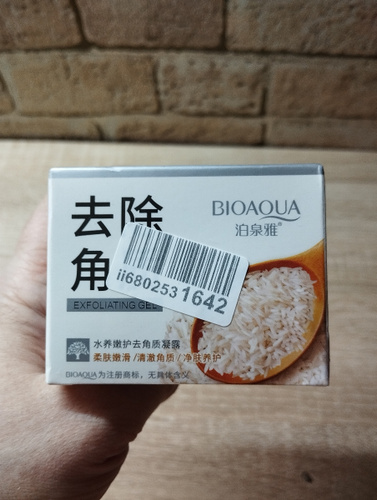 去除
角
BIOAQUA
泊泉雅®
ii6802531642
EXFOLIATING GEL
水养嫩护去角质凝露
柔肤嫩滑/清澈角质/净肤养护
BIOAQUA为注册商标，无具体含义